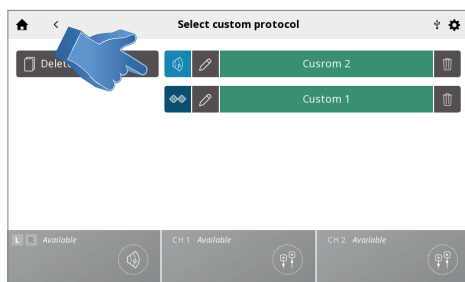 Select custom protocol
Delete
Cusrom 2
Custom 1
L R Available
CH 1 Available
CH 2 Available